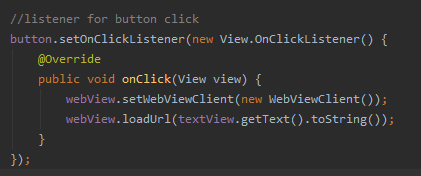 //listener for button click
button.setOnClickListener(new View.OnClickListener() {
@Override
public void onClick(View view) {
webView.setWebViewClient(new WebViewClient());
webView.loadUrl(textView.getText().toString());
}
});